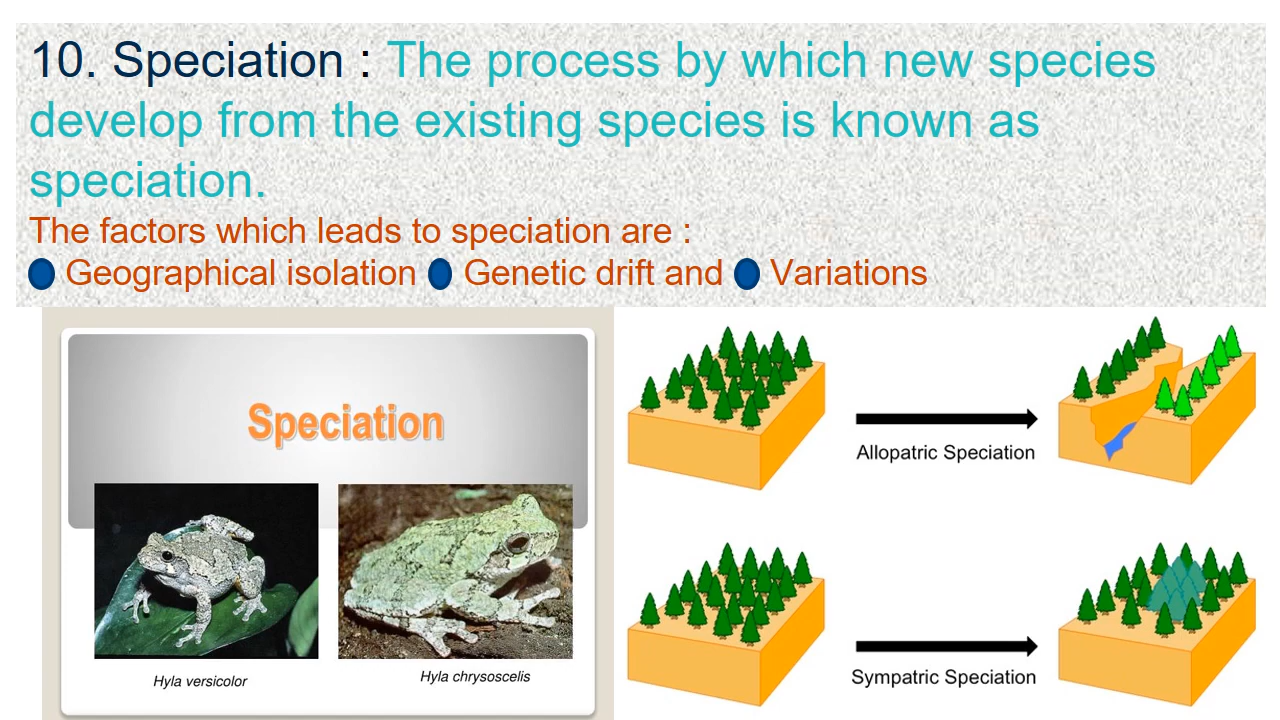 10. Speciation : The process by which new species
develop from the existing species is known as
speciation.
The factors which leads to speciation are :
Geographical isolation Genetic drift and Variations
Speciation
Hyla versicolor
Hyla chrysoscelis
Allopatric Speciation
Sympatric Speciation